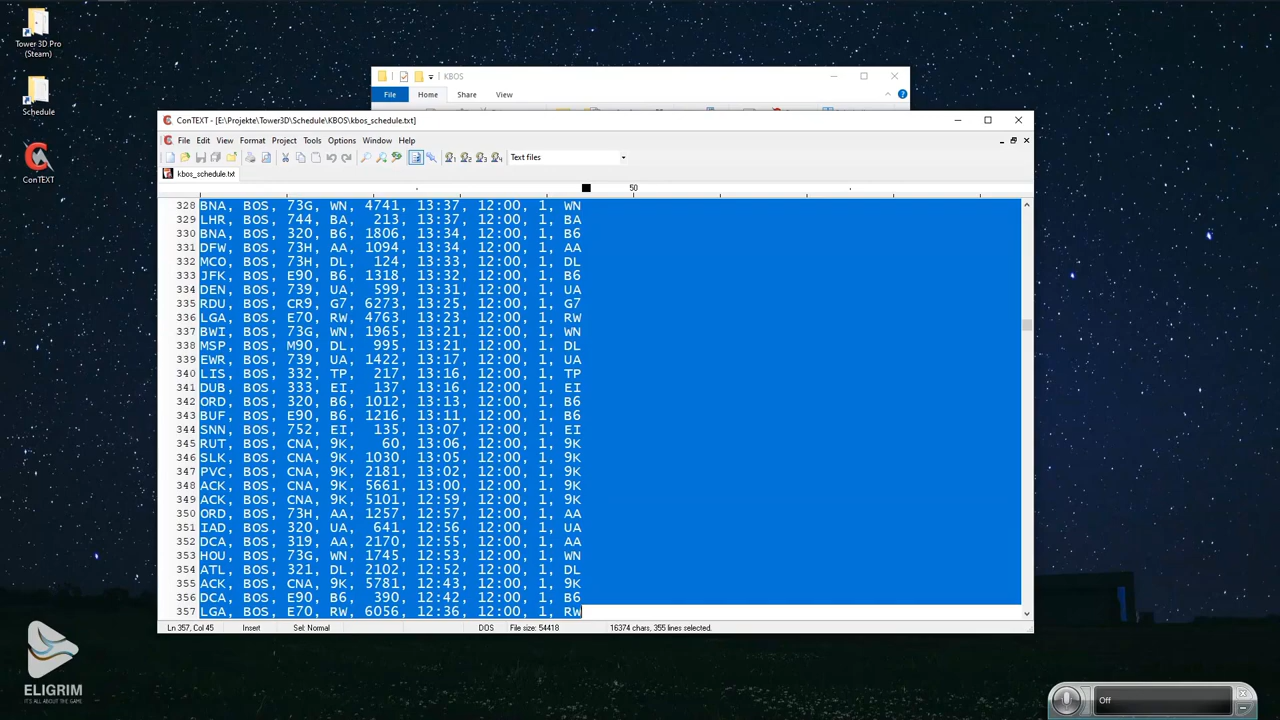 Tower 3D Pro
(Steam)
Schedule
ConTEXT
KBOS
File Home Share View
ConTEXT - [E:\Projekte\Tower3D\Schedule\KBOS\kbos_schedule.txt]
File Edit View Format Project Tools Options Window Help
Text files
kbos_schedule.txt
50
328 BNA, BOS, 73G, WN, 4741, 13:37, 12:00, 1, WN
329 LHR, BOS, 744, BA, 213, 13:37, 12:00, 1, BA
330 BNA, BOS, 320, B6, 1806, 13:34, 12:00, 1, B6
331 DFW, BOS, 73H, AA, 1094, 13:34, 12:00, 1, AA
332 MCO, BOS, 73H, DL, 124, 13:33, 12:00, 1, DL
333 JFK, BOS, E90, B6, 1318, 13:32, 12:00, 1, B6
334 DEN, BOS, 739, UA, 599, 13:31, 12:00, 1, UA
335 RDU, BOS, CR9, G7, 6273, 13:25, 12:00, 1, G7
336 LGA, BOS, E70, RW, 4763, 13:23, 12:00, 1, RW
337 BWI, BOS, 73G, WN, 1965, 13:21, 12:00, 1, WN
338 MSP, BOS, M90, DL, 995, 13:21, 12:00, 1, DL
339 EWR, BOS, 739, UA, 1422, 13:17, 12:00, 1, UA
340 LIS, BOS, 332, TP, 217, 13:16, 12:00, 1, TP
341 DUB, BOS, 333, EI, 137, 13:16, 12:00, 1, EI
342 ORD, BOS, 320, B6, 1012, 13:13, 12:00, 1, B6
343 BUF, BOS, E90, B6, 1216, 13:11, 12:00, 1, B6
344 SNN, BOS, 752, EI, 135, 13:07, 12:00, 1, EI
345 RUT, BOS, CNA, 9K, 60, 13:06, 12:00, 1, 9K
346 SLK, BOS, CNA, 9K, 1030, 13:05, 12:00, 1, 9K
347 PVC, BOS, CNA, 9K, 2181, 13:02, 12:00, 1, 9K
348 ACK, BOS, CNA, 9K, 5661, 13:00, 12:00, 1, 9K
349 ACK, BOS, CNA, 9K, 5101, 12:59, 12:00, 1, 9K
350 ORD, BOS, 73H, AA, 1257, 12:57, 12:00, 1, AA
351 IAD, BOS, 320, UA, 641, 12:56, 12:00, 1, UA
352 DCA, BOS, 319, AA, 2170, 12:55, 12:00, 1, AA
353 HOU, BOS, 73G, WN, 1745, 12:53, 12:00, 1, WN
354 ATL, BOS, 321, DL, 2102, 12:52, 12:00, 1, DL
355 ACK, BOS, CNA, 9K, 5781, 12:43, 12:00, 1, 9K
356 DCA, BOS, E90, B6, 390, 12:42, 12:00, 1, B6
357 LGA, BOS, E70, RW, 6056, 12:36, 12:00, 1, RW
Ln 357, Col 45 Insert Sel: Normal DOS File size: 54418 16374 chars, 355 lines selected.
ELIGRIM
IT'S ALL ABOUT THE GAME
Off